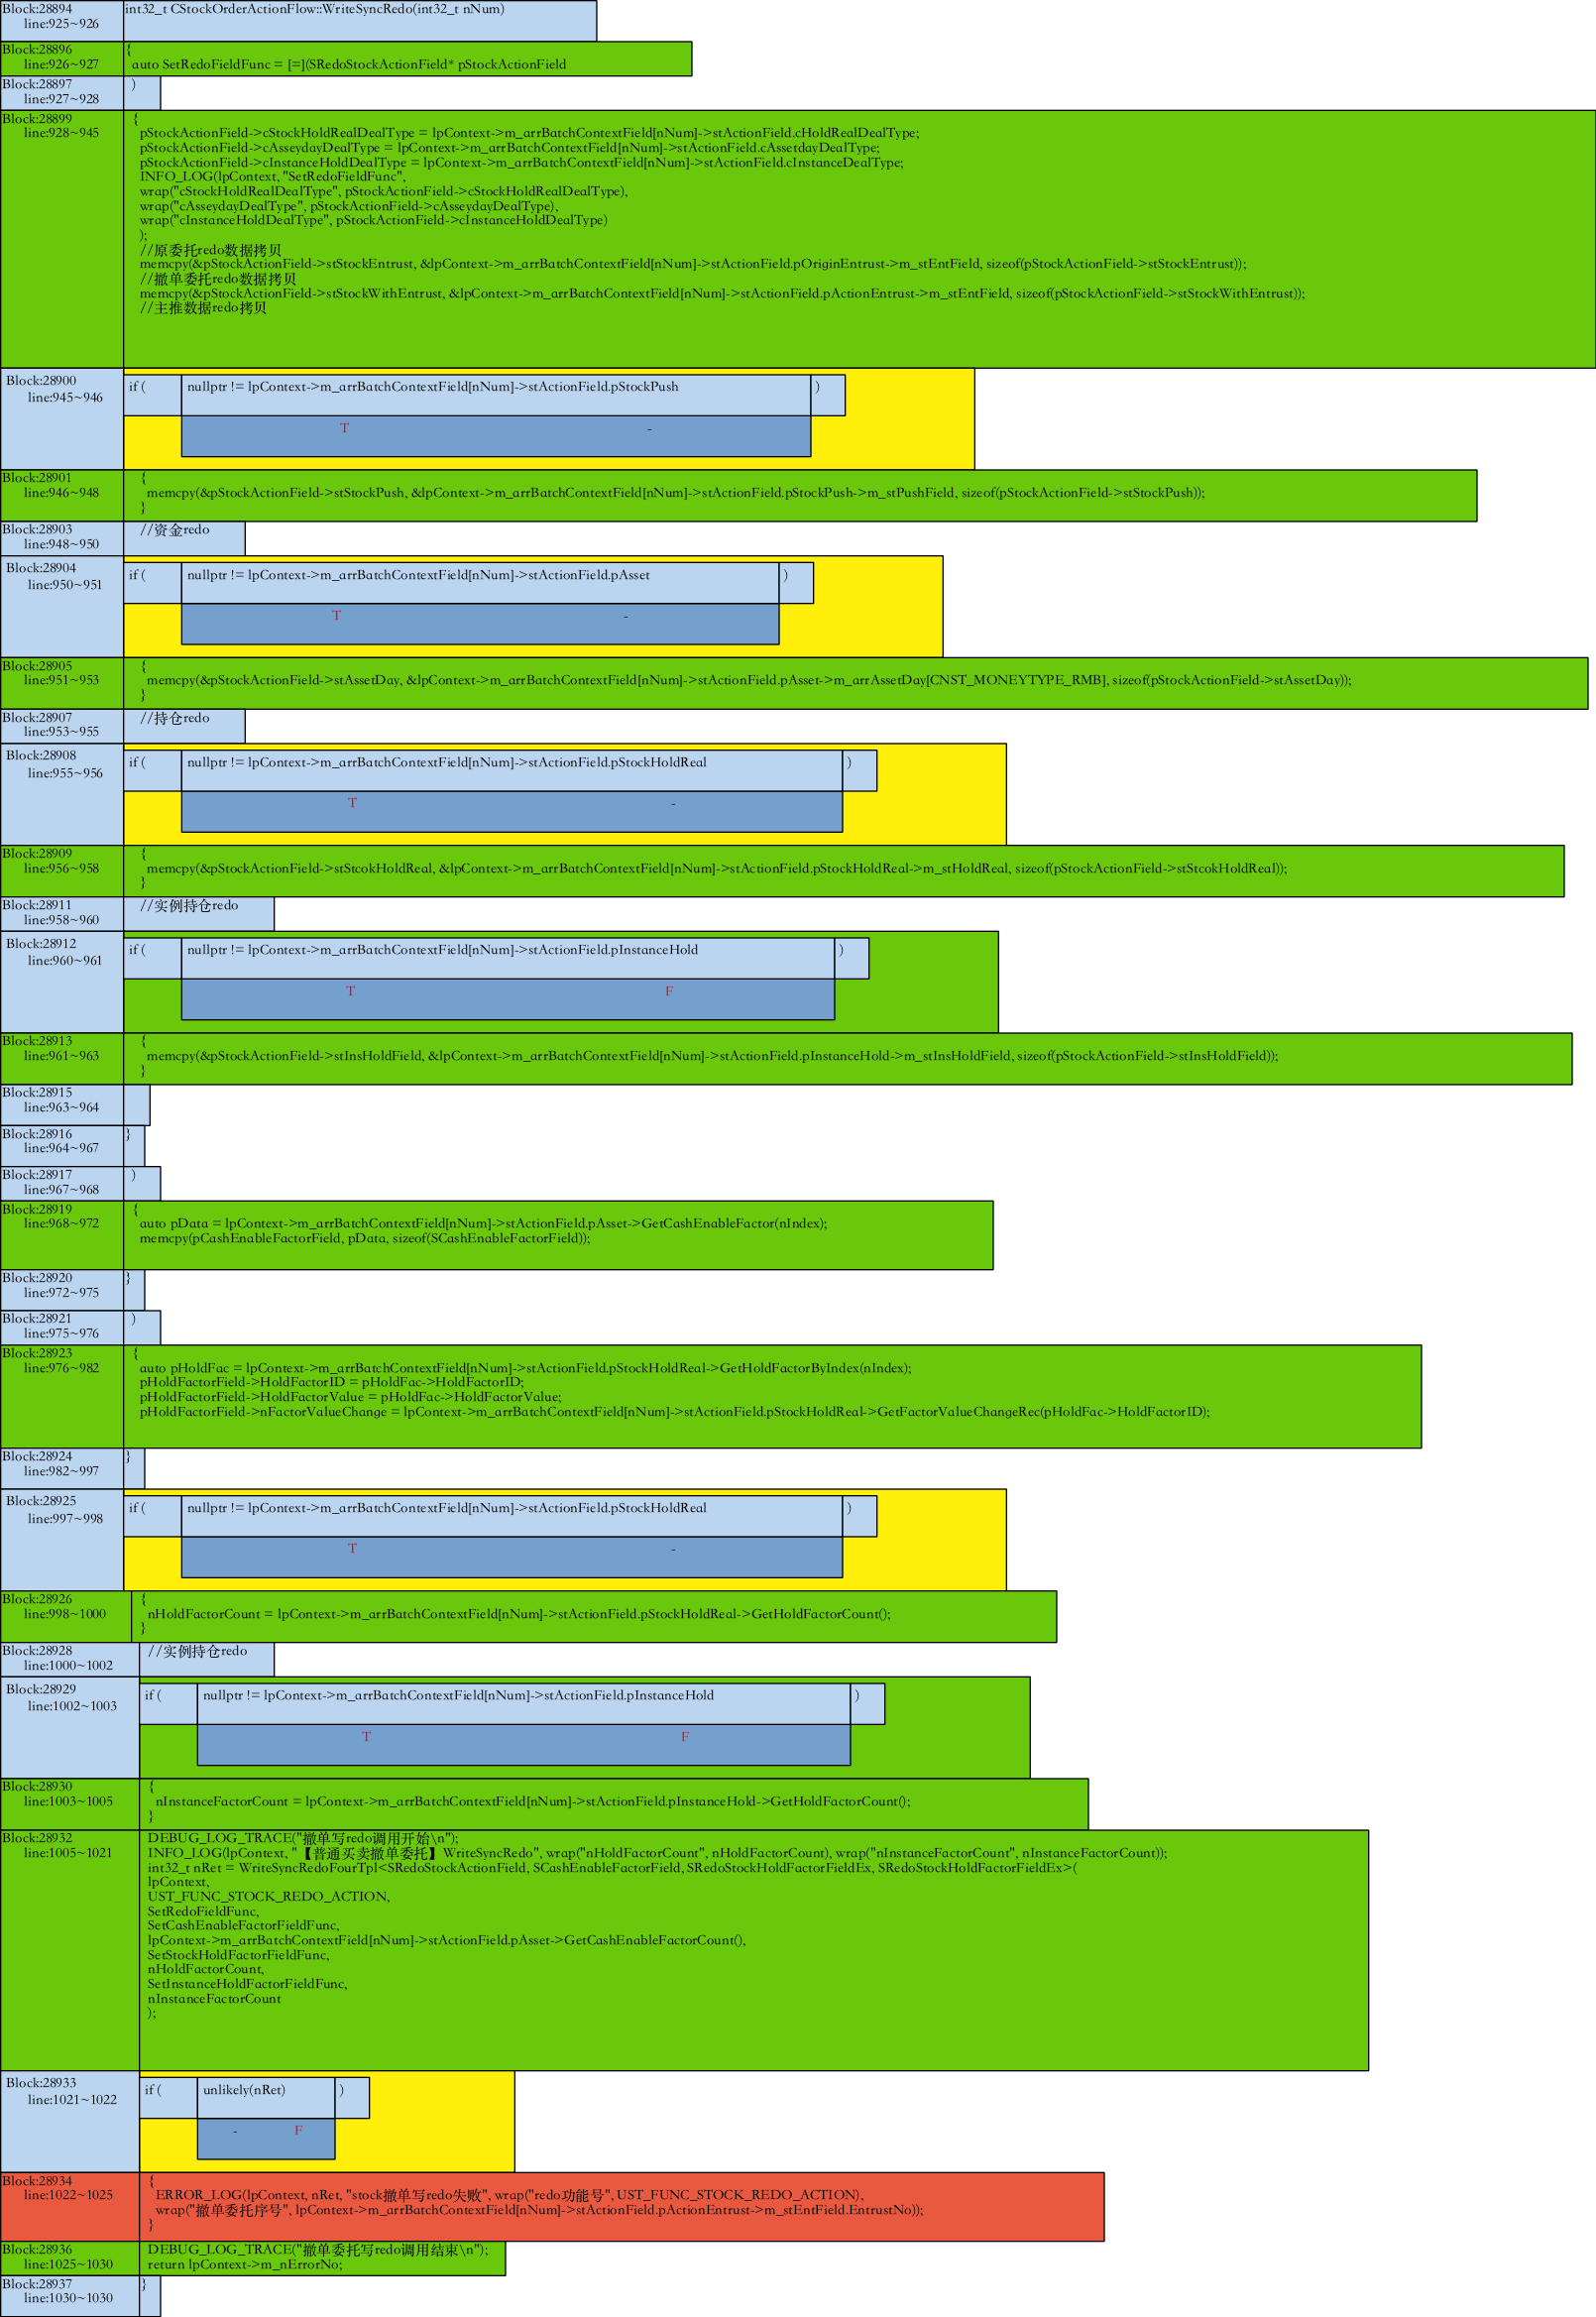 Block:28894
line:925~926
int32_t CStockOrderActionFlow::WriteSyncRedo(int32_t nNum)
Block:28896
line:926~927
{
auto SetRedoFieldFunc = [=](SRedoStockActionField* pStockActionField
Block:28897
line:927~928
)
Block:28899
line:928~945
{
pStockActionField->cStockHoldRealDealType = lpContext->m_arrBatchContextField[nNum]->stActionField.cHoldRealDealType;
pStockActionField->cAsseydayDealType = lpContext->m_arrBatchContextField[nNum]->stActionField.cAssetdayDealType;
pStockActionField->cInstanceHoldDealType = lpContext->m_arrBatchContextField[nNum]->stActionField.cInstanceDealType;
INFO_LOG(lpContext, "SetRedoFieldFunc",
wrap("cStockHoldRealDealType", pStockActionField->cStockHoldRealDealType),
wrap("cAsseydayDealType", pStockActionField->cAsseydayDealType),
wrap("cInstanceHoldDealType", pStockActionField->cInstanceHoldDealType)
);
//原委托redo数据拷贝
memcpy(&pStockActionField->stStockEntrust, &lpContext->m_arrBatchContextField[nNum]->stActionField.pOriginEntrust->m_stEntField, sizeof(pStockActionField->stStockEntrust));
//撤单委托redo数据拷贝
memcpy(&pStockActionField->stStockWithEntrust, &lpContext->m_arrBatchContextField[nNum]->stActionField.pActionEntrust->m_stEntField, sizeof(pStockActionField->stStockWithEntrust));
//主推数据redo拷贝
Block:28900
line:945~946
if ( nullptr != lpContext->m_arrBatchContextField[nNum]->stActionField.pStockPush )
T -
Block:28901
line:946~948
{
memcpy(&pStockActionField->stStockPush, &lpContext->m_arrBatchContextField[nNum]->stActionField.pStockPush->m_stPushField, sizeof(pStockActionField->stStockPush));
}
Block:28903
line:948~950
//资金redo
Block:28904
line:950~951
if ( nullptr != lpContext->m_arrBatchContextField[nNum]->stActionField.pAsset )
T -
Block:28905
line:951~953
{
memcpy(&pStockActionField->stAssetDay, &lpContext->m_arrBatchContextField[nNum]->stActionField.pAsset->m_arrAssetDay[CNST_MONEYTYPE_RMB], sizeof(pStockActionField->stAssetDay));
}
Block:28907
line:953~955
//持仓redo
Block:28908
line:955~956
if ( nullptr != lpContext->m_arrBatchContextField[nNum]->stActionField.pStockHoldReal )
T -
Block:28909
line:956~958
{
memcpy(&pStockActionField->stStcokHoldReal, &lpContext->m_arrBatchContextField[nNum]->stActionField.pStockHoldReal->m_stHoldReal, sizeof(pStockActionField->stStcokHoldReal));
}
Block:28911
line:958~960
//实例持仓redo
Block:28912
line:960~961
if ( nullptr != lpContext->m_arrBatchContextField[nNum]->stActionField.pInstanceHold )
T F
Block:28913
line:961~963
{
memcpy(&pStockActionField->stInsHoldField, &lpContext->m_arrBatchContextField[nNum]->stActionField.pInstanceHold->m_stInsHoldField, sizeof(pStockActionField->stInsHoldField));
}
Block:28915
line:963~964
Block:28916
line:964~967
}
Block:28917
line:967~968
)
Block:28919
line:968~972
{
auto pData = lpContext->m_arrBatchContextField[nNum]->stActionField.pAsset->GetCashEnableFactor(nIndex);
memcpy(pCashEnableFactorField, pData, sizeof(SCashEnableFactorField));
Block:28920
line:972~975
}
Block:28921
line:975~976
)
Block:28923
line:976~982
{
auto pHoldFac = lpContext->m_arrBatchContextField[nNum]->stActionField.pStockHoldReal->GetHoldFactorByIndex(nIndex);
pHoldFactorField->HoldFactorID = pHoldFac->HoldFactorID;
pHoldFactorField->HoldFactorValue = pHoldFac->HoldFactorValue;
pHoldFactorField->nFactorValueChange = lpContext->m_arrBatchContextField[nNum]->stActionField.pStockHoldReal->GetFactorValueChangeRec(pHoldFac->HoldFactorID);
Block:28924
line:982~997
}
Block:28925
line:997~998
if ( nullptr != lpContext->m_arrBatchContextField[nNum]->stActionField.pStockHoldReal )
T -
Block:28926
line:998~1000
{
nHoldFactorCount = lpContext->m_arrBatchContextField[nNum]->stActionField.pStockHoldReal->GetHoldFactorCount();
}
Block:28928
line:1000~1002
//实例持仓redo
Block:28929
line:1002~1003
if ( nullptr != lpContext->m_arrBatchContextField[nNum]->stActionField.pInstanceHold )
T F
Block:28930
line:1003~1005
{
nInstanceFactorCount = lpContext->m_arrBatchContextField[nNum]->stActionField.pInstanceHold->GetHoldFactorCount();
}
Block:28932
line:1005~1021
DEBUG_LOG_TRACE("撤单写redo调用开始\n");
INFO_LOG(lpContext, "【普通买卖撤单委托】WriteSyncRedo", wrap("nHoldFactorCount", nHoldFactorCount), wrap("nInstanceFactorCount", nInstanceFactorCount));
int32_t nRet = WriteSyncRedoFourTpl<SRedoStockActionField, SCashEnableFactorField, SRedoStockHoldFactorFieldEx, SRedoStockHoldFactorFieldEx>(
lpContext,
UST_FUNC_STOCK_REDO_ACTION,
SetRedoFieldFunc,
SetCashEnableFactorFieldFunc,
lpContext->m_arrBatchContextField[nNum]->stActionField.pAsset->GetCashEnableFactorCount(),
SetStockHoldFactorFieldFunc,
nHoldFactorCount,
SetInstanceHoldFactorFieldFunc,
nInstanceFactorCount
);
Block:28933
line:1021~1022
if ( unlikely(nRet) )
- F
Block:28934
line:1022~1025
{
ERROR_LOG(lpContext, nRet, "stock撤单写redo失败", wrap("redo功能号", UST_FUNC_STOCK_REDO_ACTION),
wrap("撤单委托序号", lpContext->m_arrBatchContextField[nNum]->stActionField.pActionEntrust->m_stEntField.EntrustNo));
}
Block:28936
line:1025~1030
DEBUG_LOG_TRACE("撤单委托写redo调用结束\n");
return lpContext->m_nErrorNo;
Block:28937
line:1030~1030
}